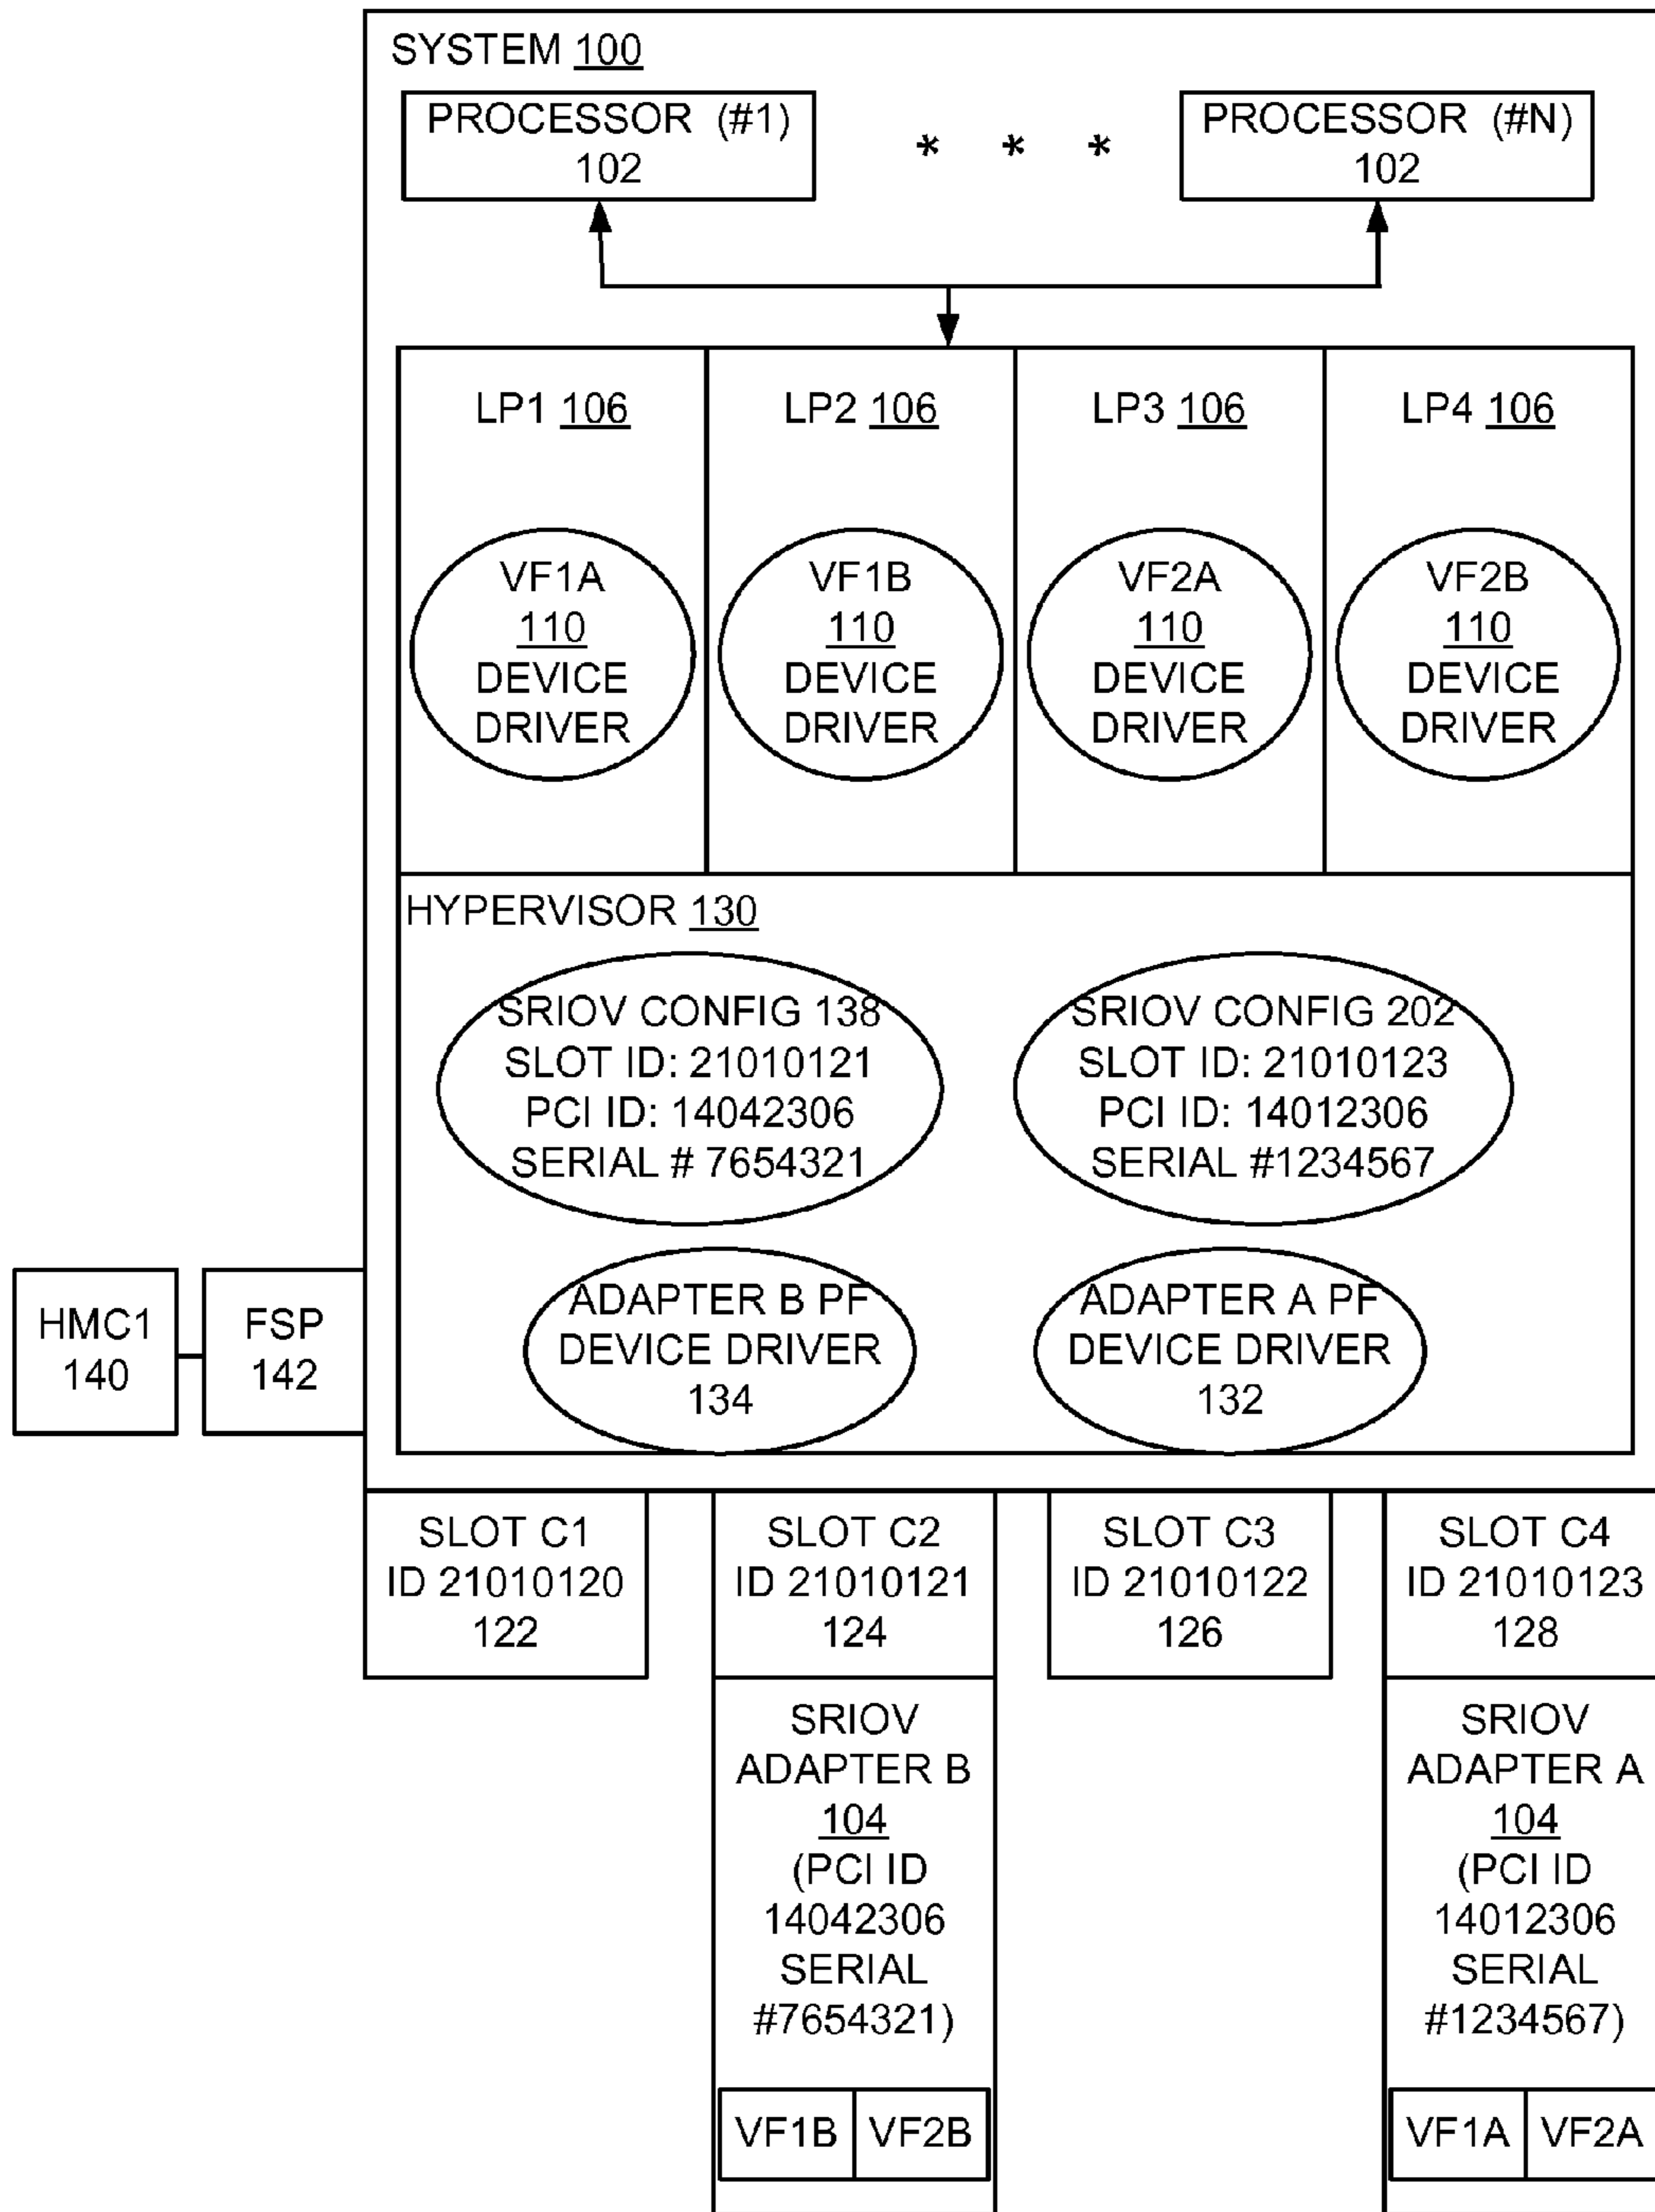 SYSTEM 100
PROCESSOR (#1)
102
* * *
PROCESSOR (#N)
102
LP1 106
VF1A
110
DEVICE
DRIVER
LP2 106
VF1B
110
DEVICE
DRIVER
LP3 106
VF2A
110
DEVICE
DRIVER
LP4 106
VF2B
110
DEVICE
DRIVER
HYPERVISOR 130
SRIOV CONFIG 138
SLOT ID: 21010121
PCI ID: 14042306
SERIAL # 7654321
SRIOV CONFIG 202
SLOT ID: 21010123
PCI ID: 14012306
SERIAL #1234567
ADAPTER B PF
DEVICE DRIVER
134
ADAPTER A PF
DEVICE DRIVER
132
HMC1
140
FSP
142
SLOT C1
ID 21010120
122
SLOT C2
ID 21010121
124
SRIOV
ADAPTER B
104
(PCI ID
14042306
SERIAL
#7654321)
VF1B
VF2B
SLOT C3
ID 21010122
126
SLOT C4
ID 21010123
128
SRIOV
ADAPTER A
104
(PCI ID
14012306
SERIAL
#1234567)
VF1A
VF2A